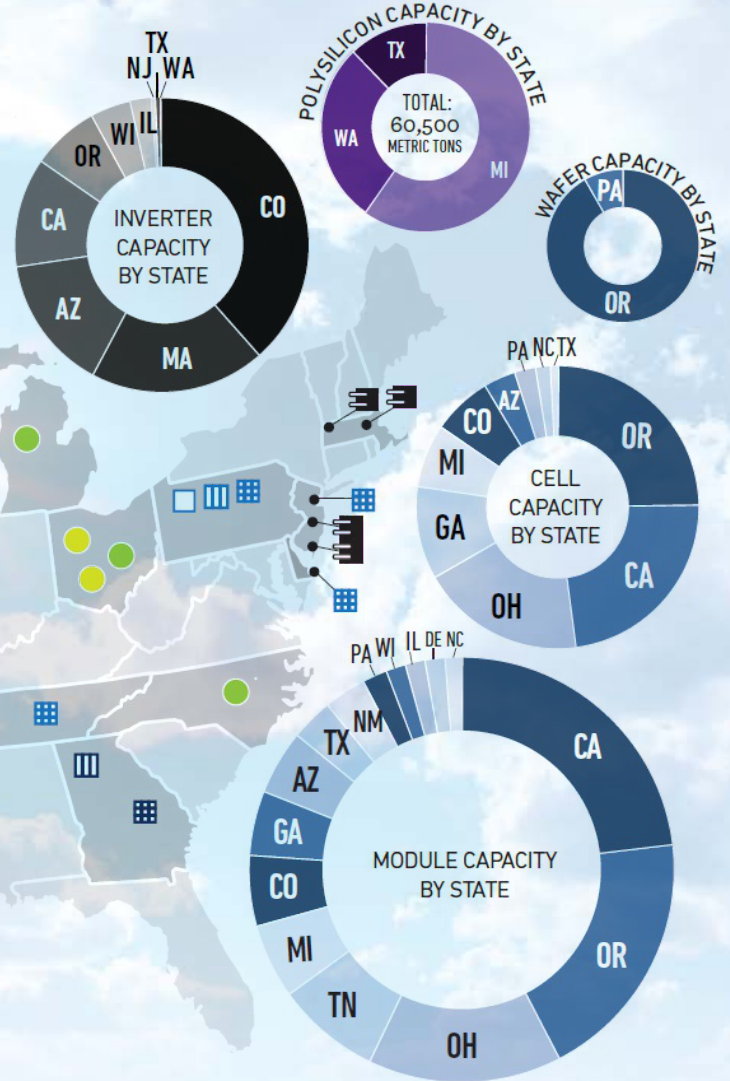 POLYSILICON CAPACITY BY STATE
TX
WA
MI
TOTAL:
60,500
METRIC TONS
TX
NJ WA
IL
WI
OR
CA
AZ
MA
CO
INVERTER
CAPACITY
BY STATE
WAFER CAPACITY BY STATE
PA
OR
PA NC TX
AZ
CO
MI
GA
OH
CA
OR
CELL
CAPACITY
BY STATE
PA WI IL DE NC
NM
TX
AZ
GA
CO
MI
TN
OH
OR
CA
MODULE CAPACITY
BY STATE